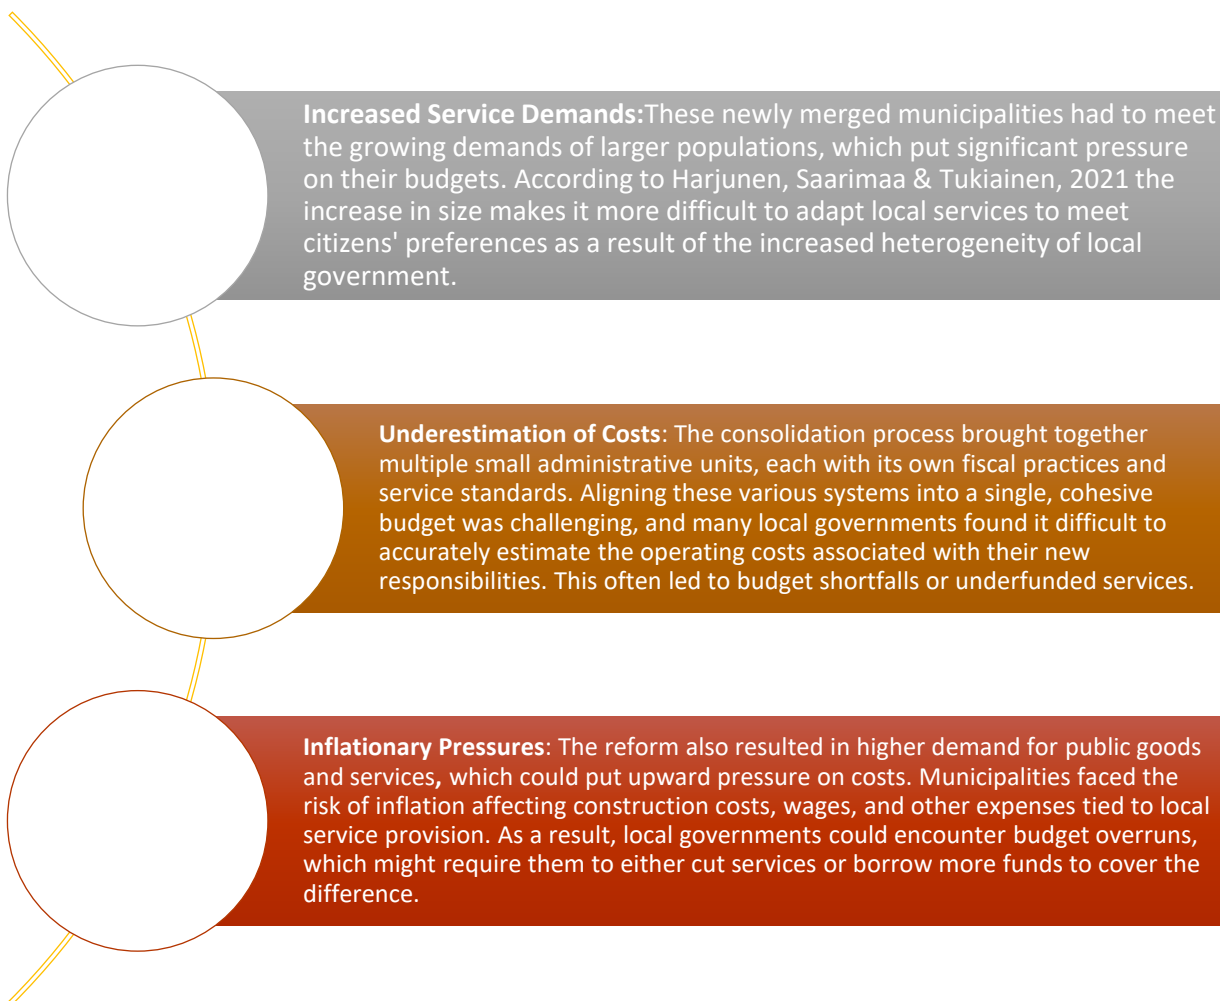 Increased Service Demands:These newly merged municipalities had to meet
the growing demands of larger populations, which put significant pressure
on their budgets. According to Harjunen, Saarimaa & Tukiainen, 2021 the
increase in size makes it more difficult to adapt local services to meet
citizens' preferences as a result of the increased heterogeneity of local
government.
Underestimation of Costs: The consolidation process brought together
multiple small administrative units, each with its own fiscal practices and
service standards. Aligning these various systems into a single, cohesive
budget was challenging, and many local governments found it difficult to
accurately estimate the operating costs associated with their new
responsibilities. This often led to budget shortfalls or underfunded services.
Inflationary Pressures: The reform also resulted in higher demand for public goods
and services, which could put upward pressure on costs. Municipalities faced the
risk of inflation affecting construction costs, wages, and other expenses tied to local
service provision. As a result, local governments could encounter budget overruns,
which might require them to either cut services or borrow more funds to cover the
difference.